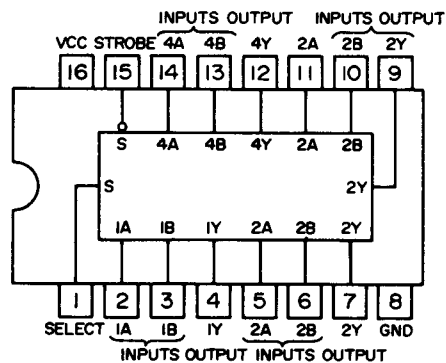 INPUTS OUTPUT INPUTS OUTPUT
VCC STROBE 4A 4B 4Y 2A 2B 2Y
16 15 14 13 12 11 10 9
S 4A 4B 4Y 2A 2B
S 2Y
1A 1B 1Y 2A 2B 2Y
1 2 3 4 5 6 7 8
SELECT 1A 1B 1Y 2A 2B 2Y GND
INPUTS OUTPUT INPUTS OUTPUT